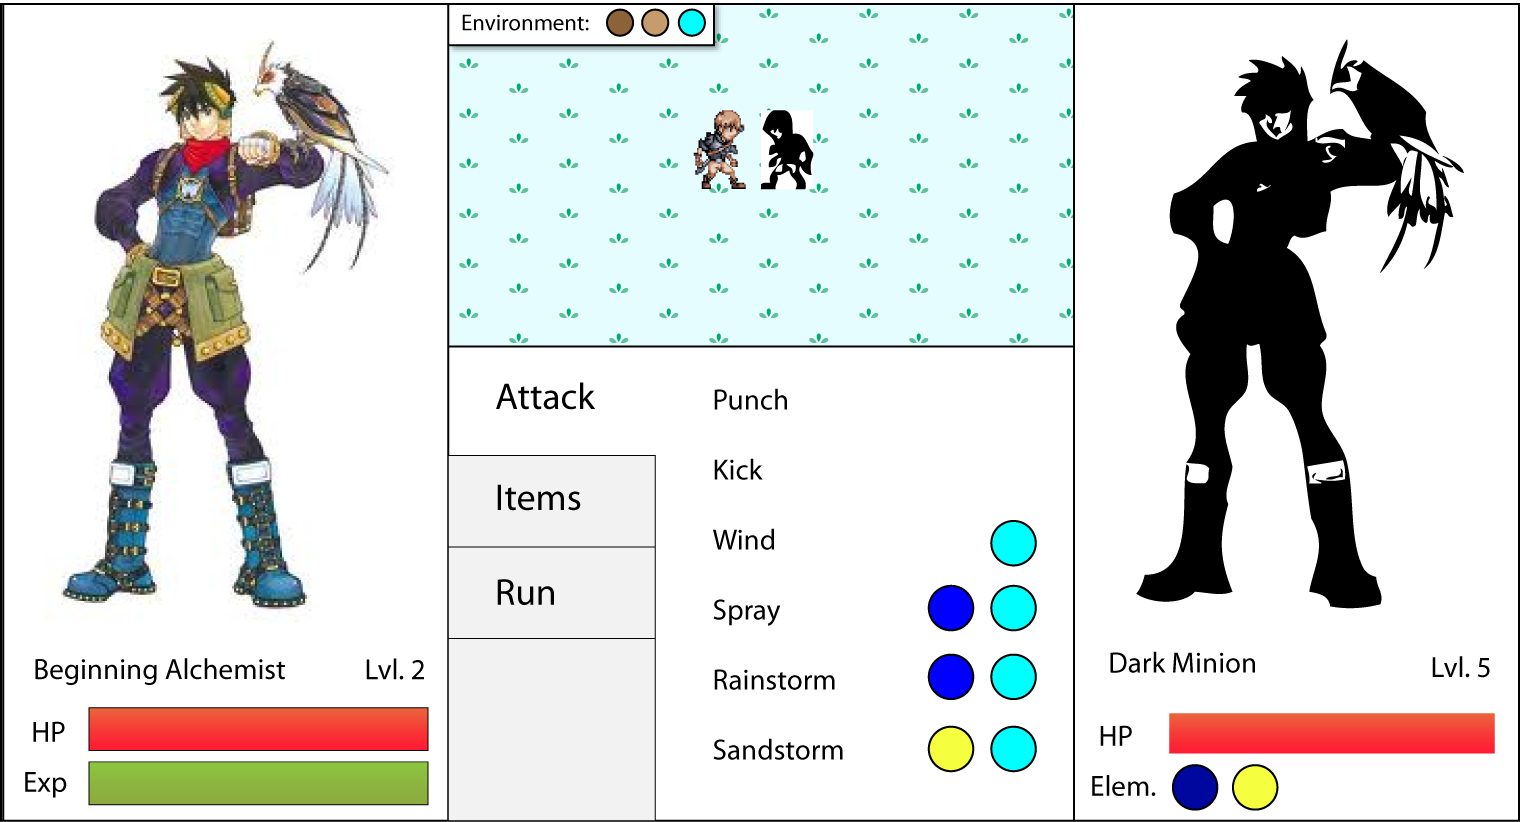 Environment:
Attack
Items
Run
Punch
Kick
Wind
Spray
Rainstorm
Sandstorm
Beginning Alchemist Lvl. 2
HP
Exp
Dark Minion Lvl. 5
HP
Elem.